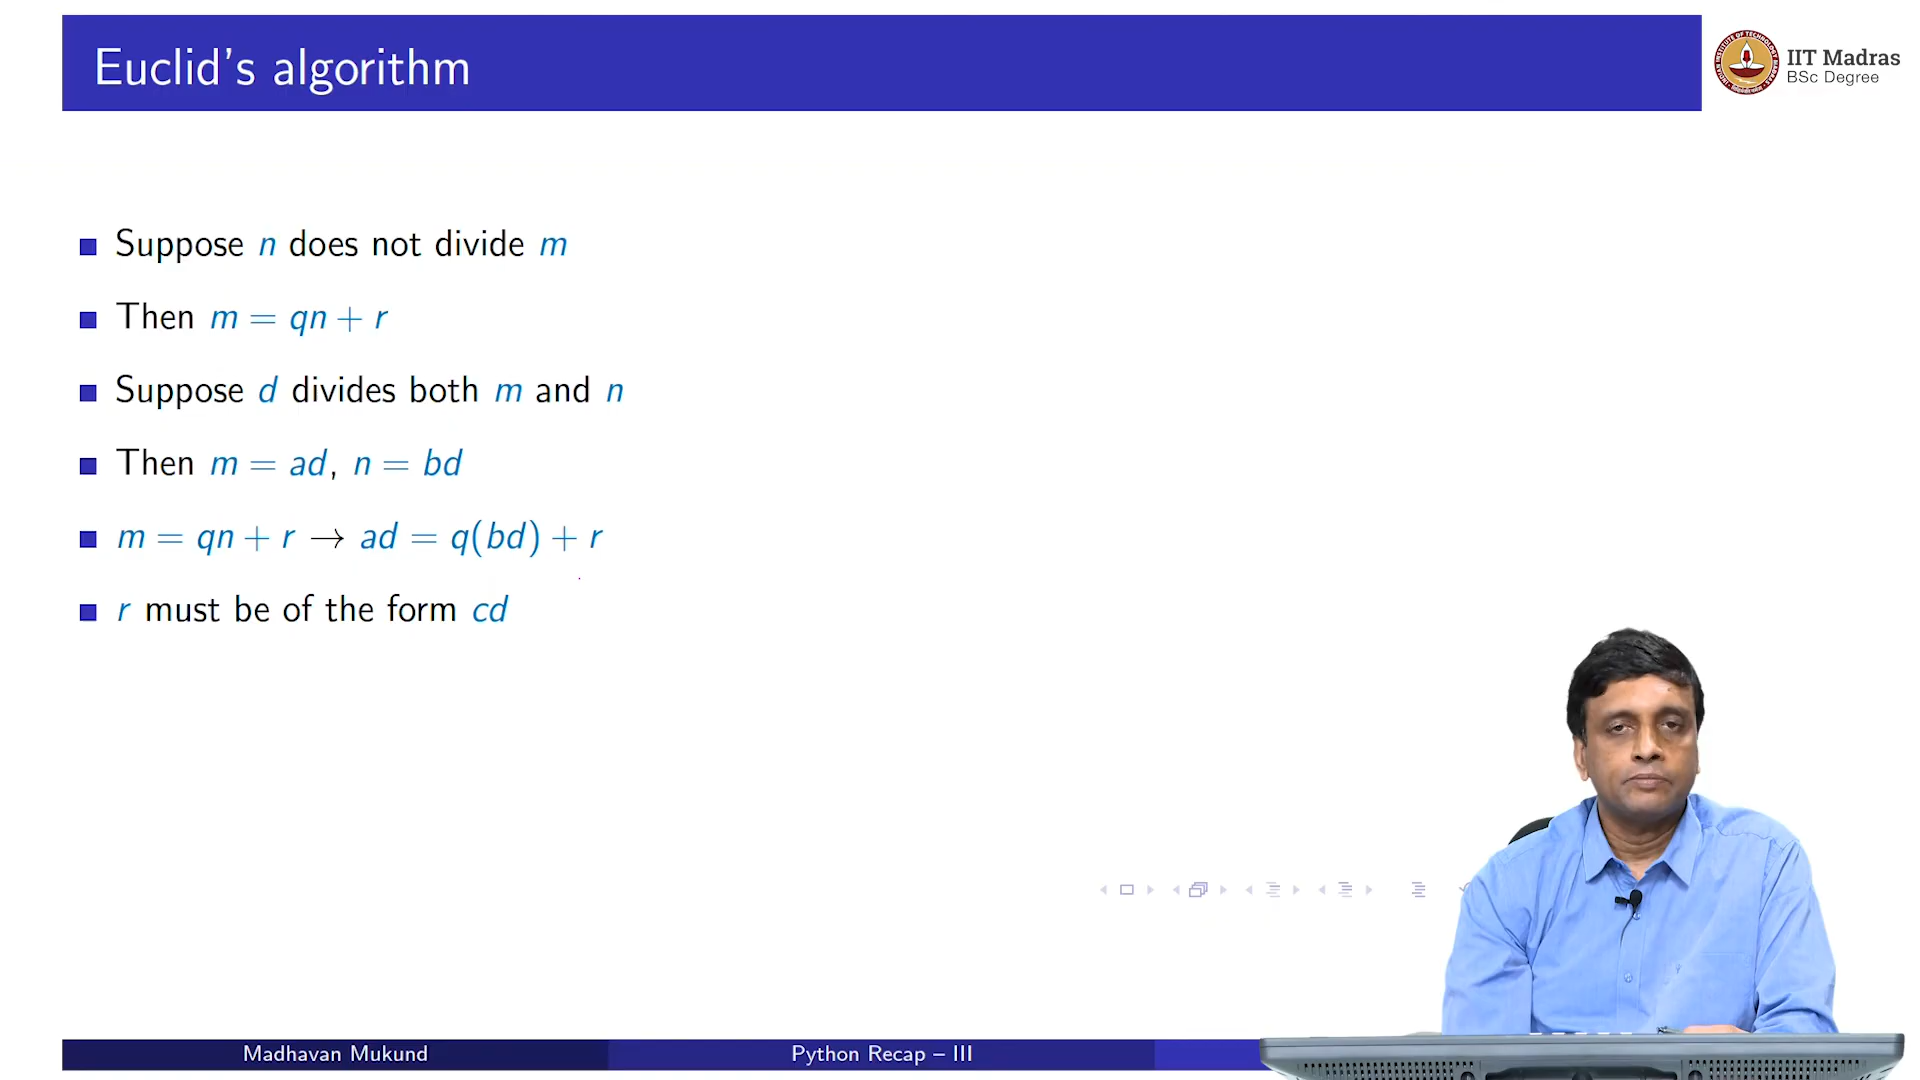 Euclid's algorithm
IIT Madras
BSc Degree
Suppose n does not divide m
Then m = qn + r
Suppose d divides both m and n
Then m = ad, n = bd
m = qn + r → ad = q(bd) + r
r must be of the form cd
Madhavan Mukund
Python Recap – III